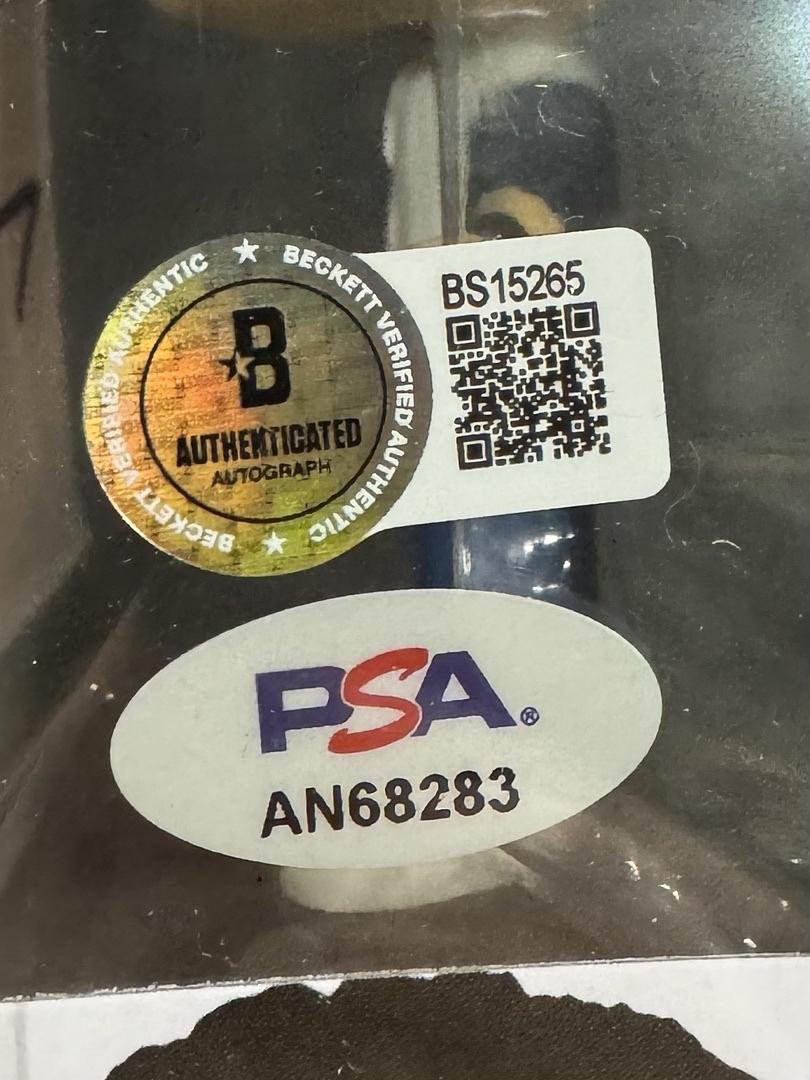 BECKETT VERIFIED AUTHENTIC
★
BECKETT VERIFIED AUTHENTIC
★
B
AUTHENTICATED
AUTOGRAPH
BS15265
PSA®
AN68283